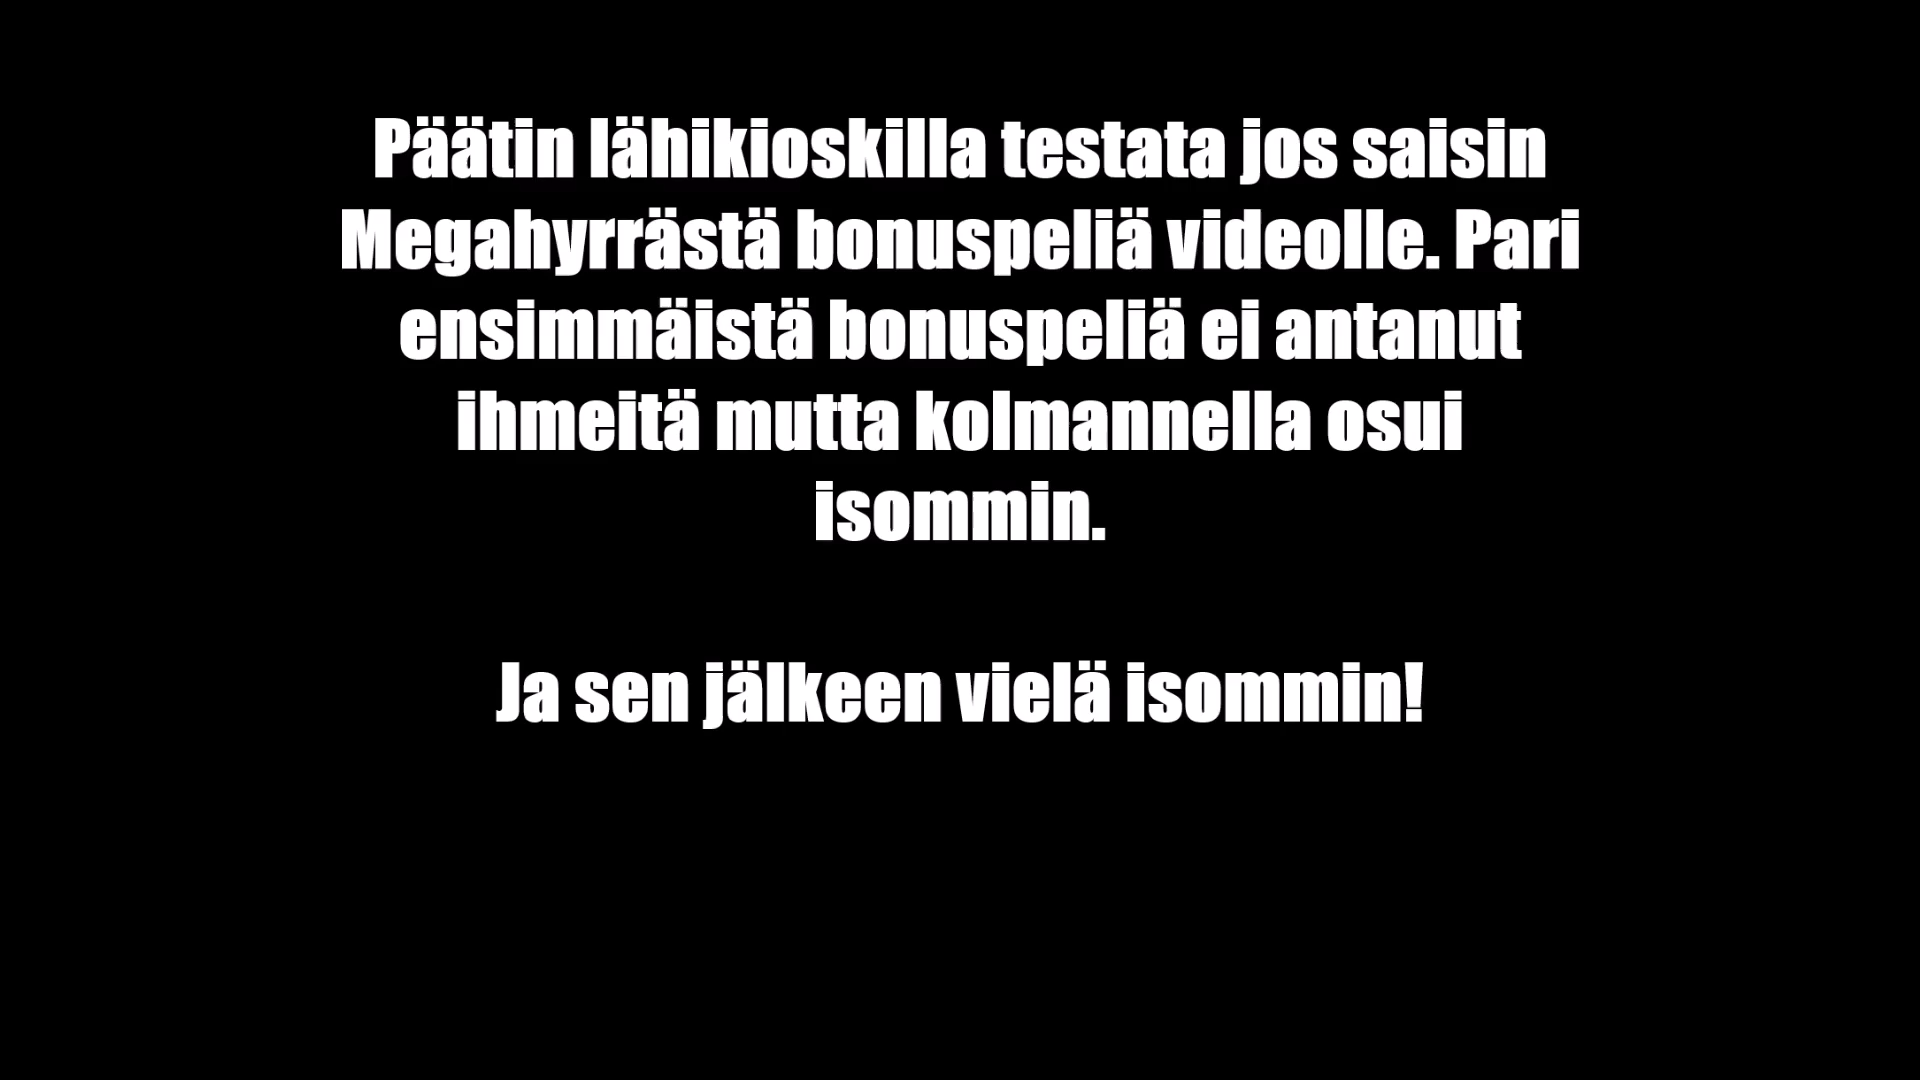 Päätin lähikioskilla testata jos saisin
Megahyrrästä bonuspeliä videolle. Pari
ensimmäistä bonuspeliä ei antanut
ihmeitä mutta kolmannella osui
isommin.
Ja sen jälkeen vielä isommin!